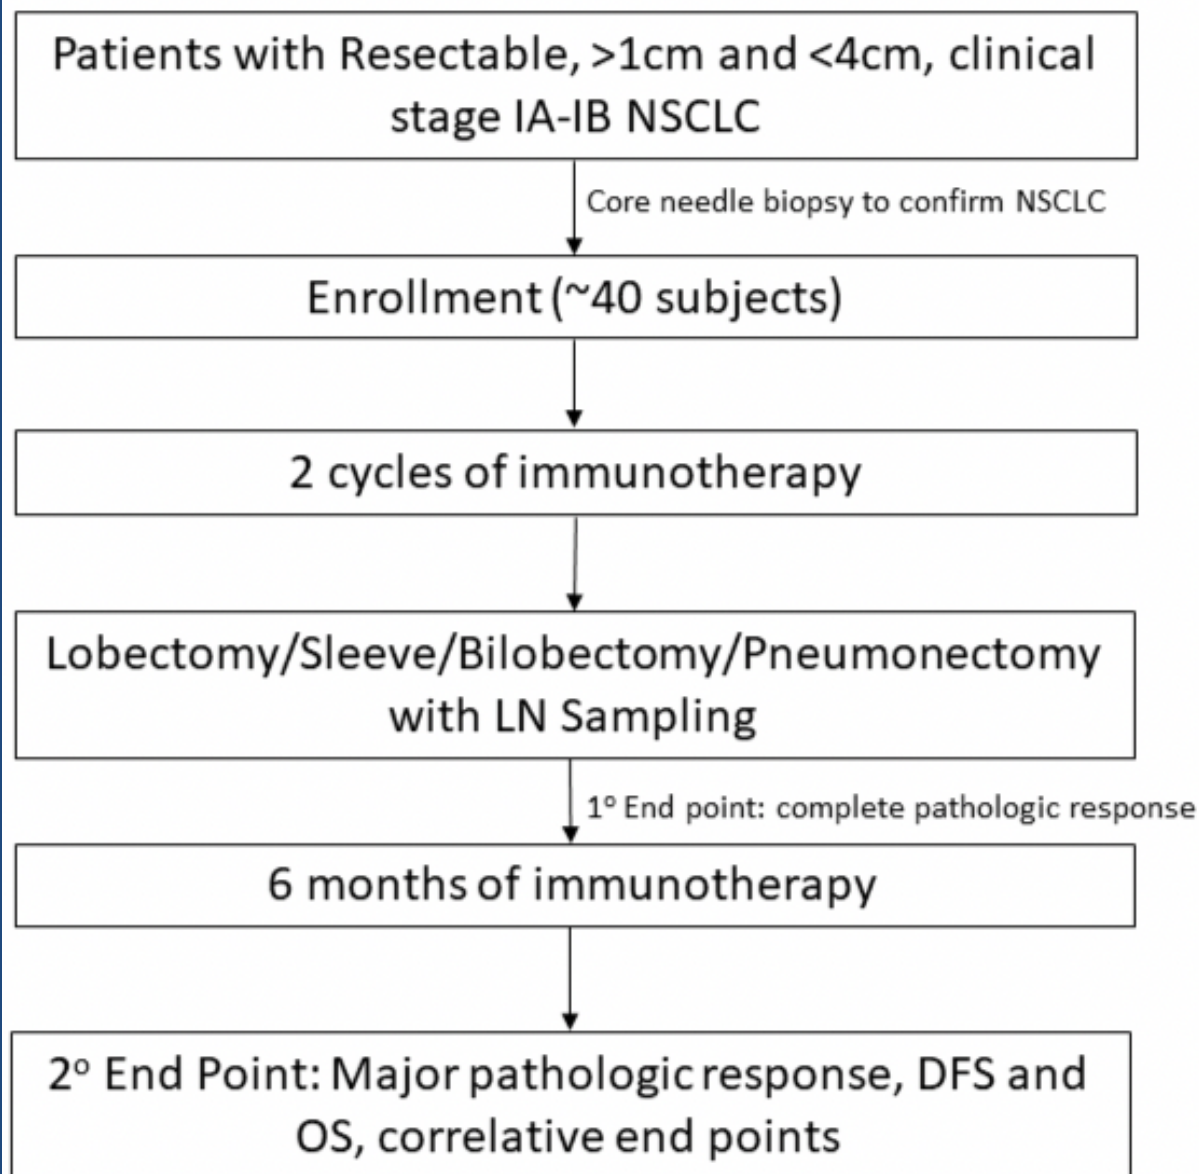 Patients with Resectable, >1cm and <4cm, clinical
stage IA-IB NSCLC
Core needle biopsy to confirm NSCLC
Enrollment (~40 subjects)
2 cycles of immunotherapy
Lobectomy/Sleeve/Bilobectomy/Pneumonectomy
with LN Sampling
1º End point: complete pathologic response
6 months of immunotherapy
2º End Point: Major pathologic response, DFS and
OS, correlative end points